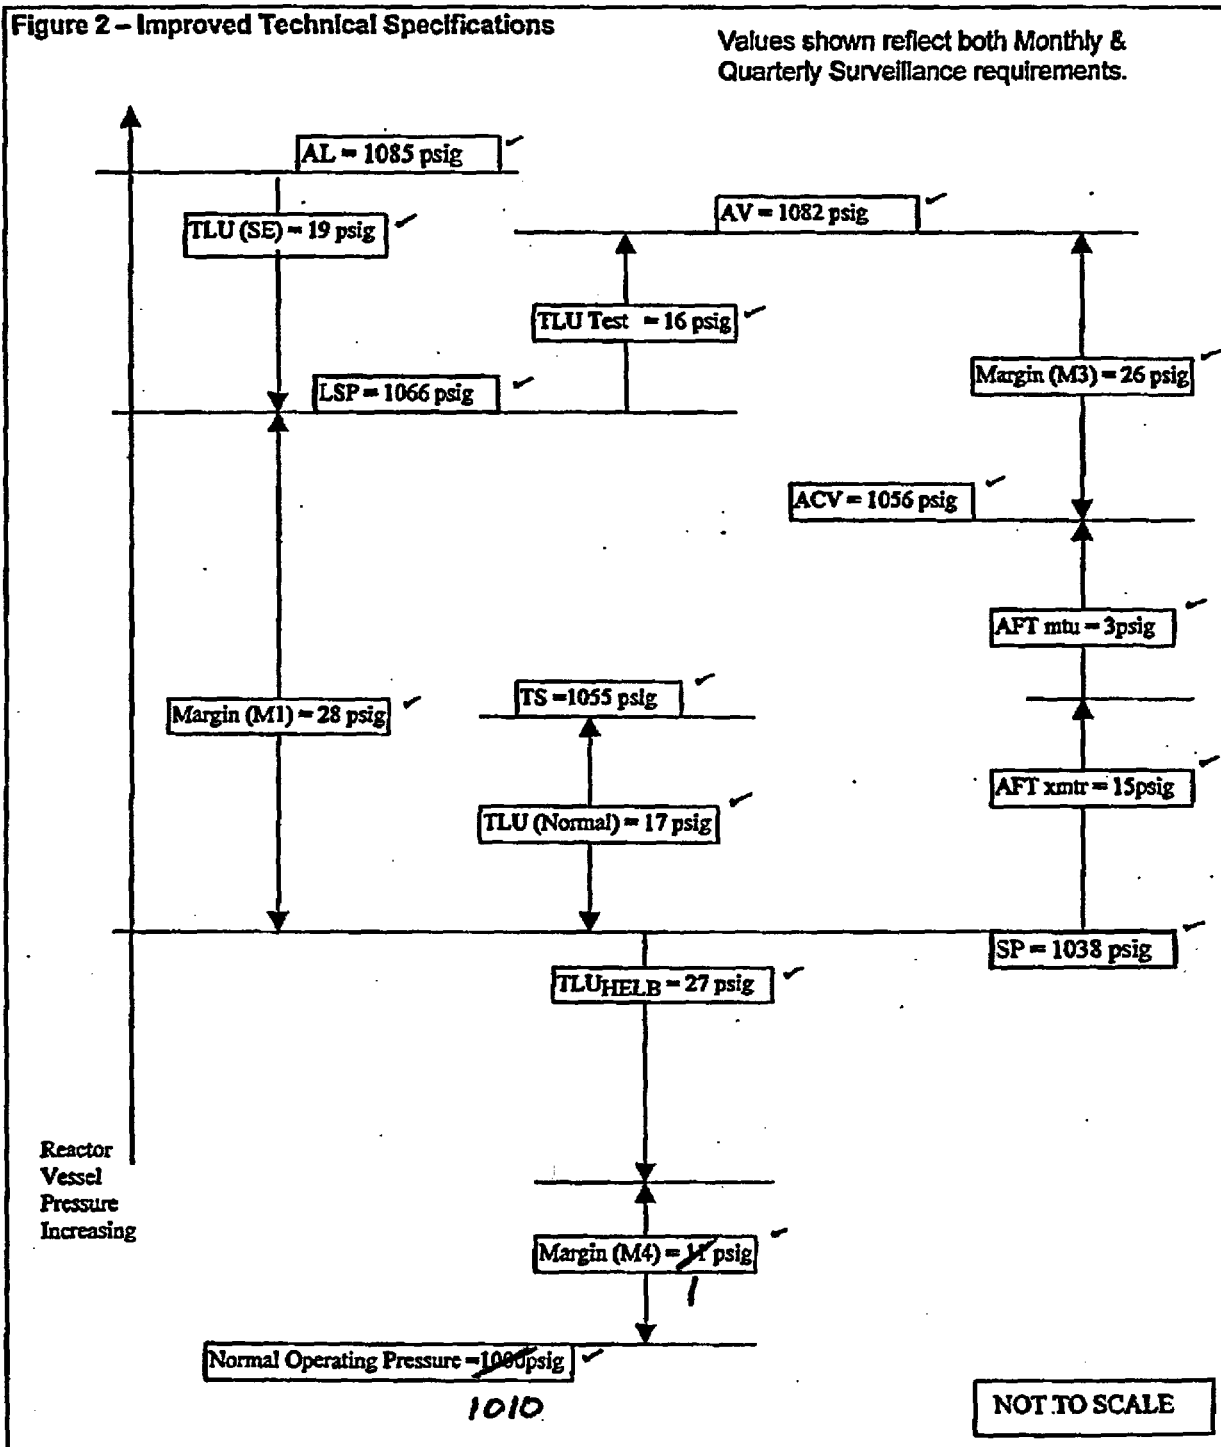 Figure 2 – Improved Technical Specifications
Values shown reflect both Monthly &
Quarterly Surveillance requirements.
AL = 1085 psig
TLU (SE) = 19 psig
AV = 1082 psig
TLU Test = 16 psig
LSP = 1066 psig
Margin (M3) = 26 psig
ACV = 1056 psig
AFT mtu = 3psig
TS =1055 psig
Margin (M1) = 28 psig
AFT xmtr = 15psig
TLU (Normal) = 17 psig
SP = 1038 psig
TLUHELB = 27 psig
Reactor
Vessel
Pressure
Increasing
Margin (M4) = 11 psig
1
Normal Operating Pressure =1000psig
1010
NOT TO SCALE